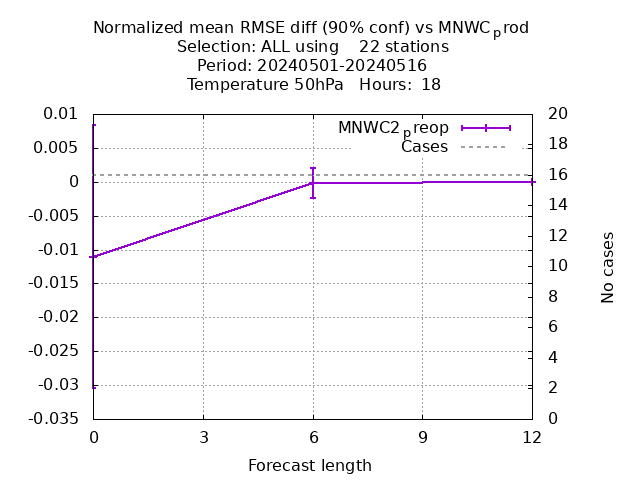 Normalized mean RMSE diff (90% conf) vs MNWCprod
Selection: ALL using    22 stations
Period: 20240501-20240516
Temperature 50hPa   Hours:  18
MNWC2preop
Cases
0.01
0.005
0
-0.005
-0.01
-0.015
-0.02
-0.025
-0.03
-0.035
20
18
16
14
12
10
8
6
4
2
0
No cases
0 3 6 9 12
Forecast length